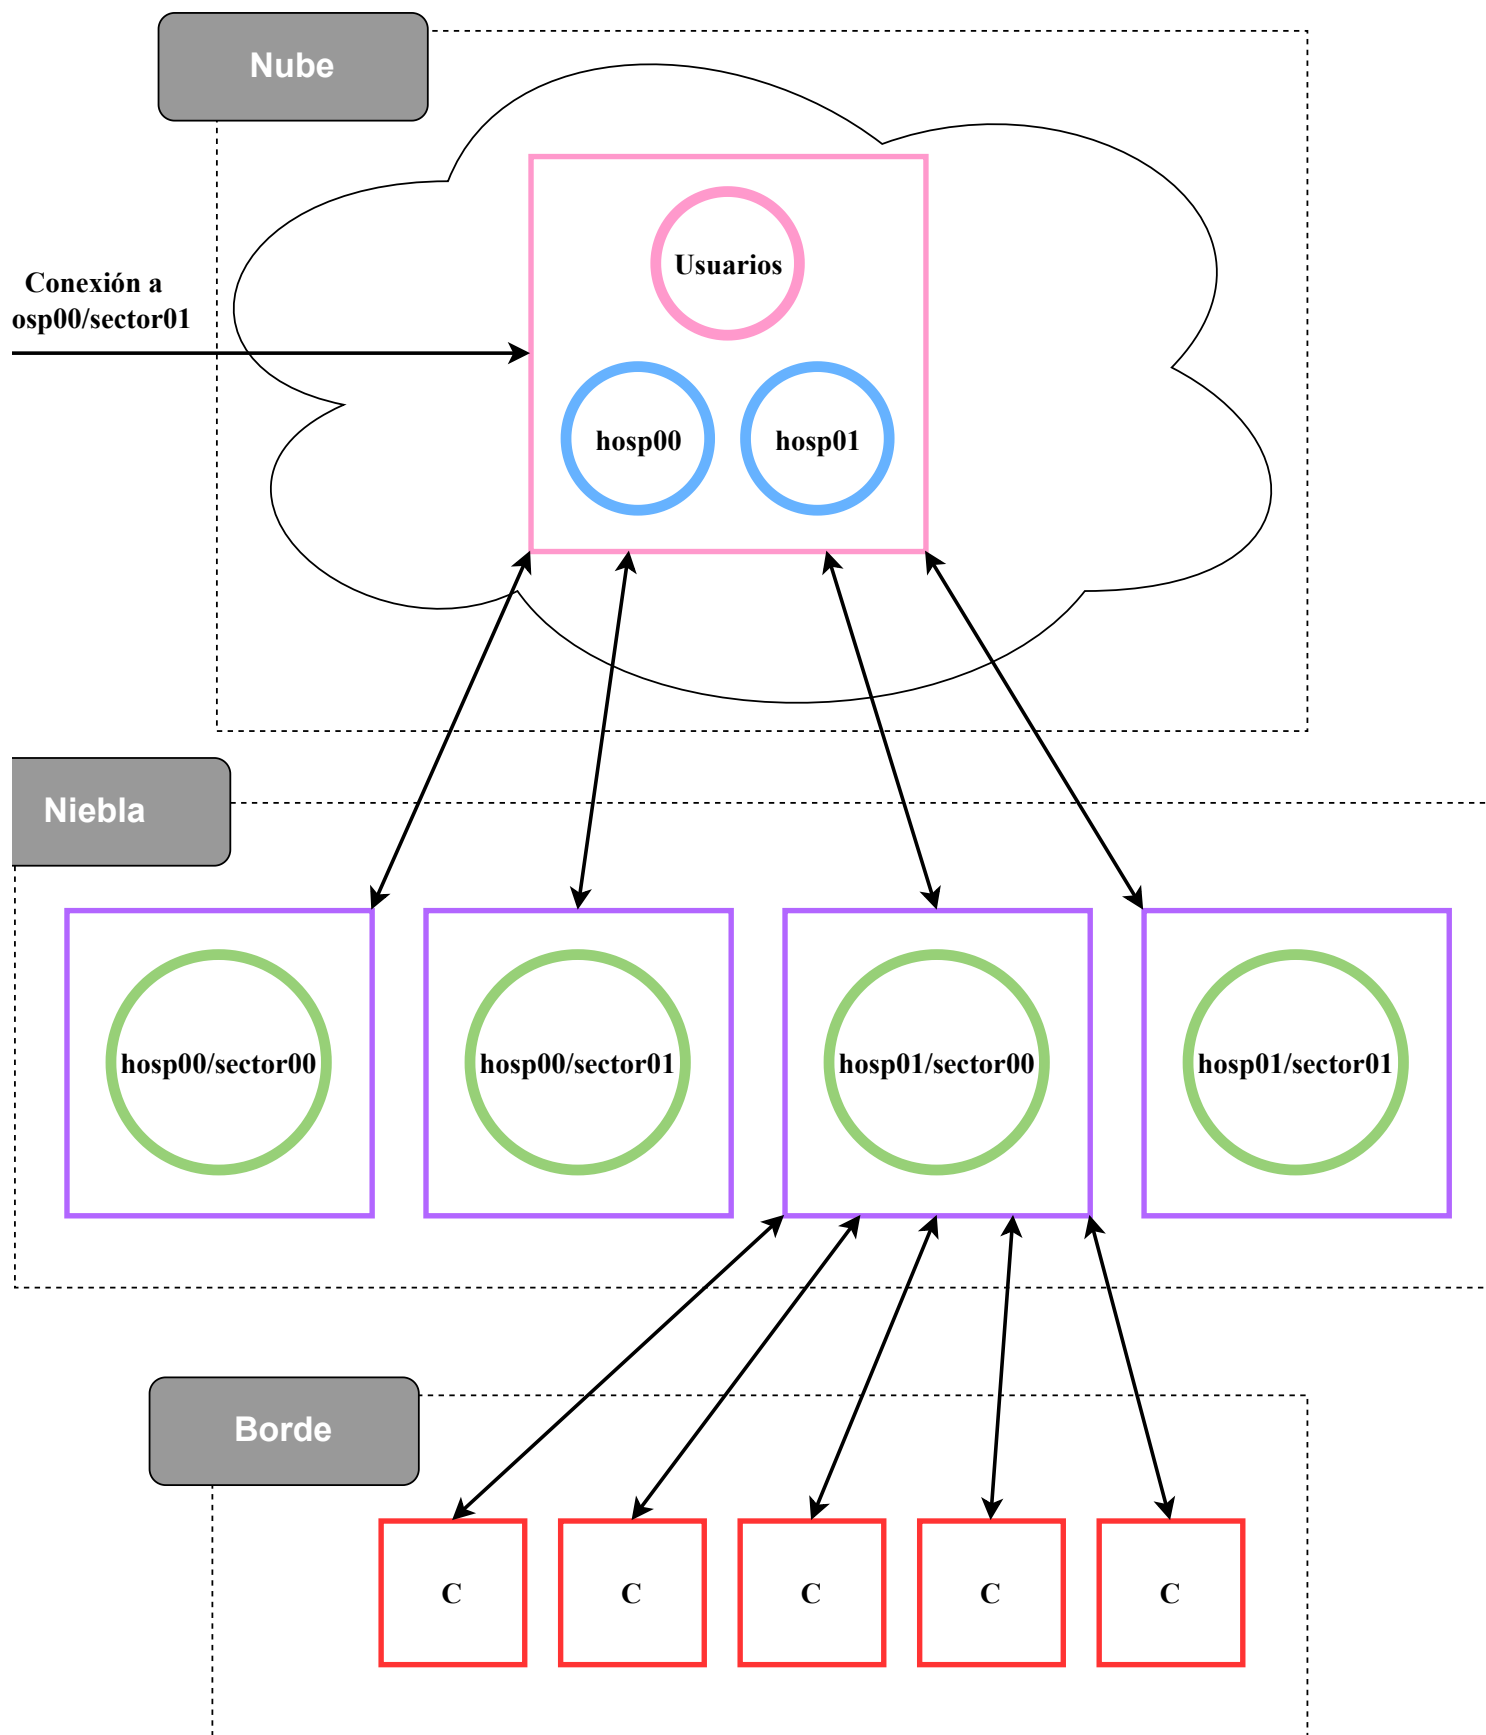 Nube
Usuarios
Conexión a
osp00/sector01
hosp00
hosp01
Niebla
hosp00/sector00
hosp00/sector01
hosp01/sector00
hosp01/sector01
Borde
C
C
C
C
C